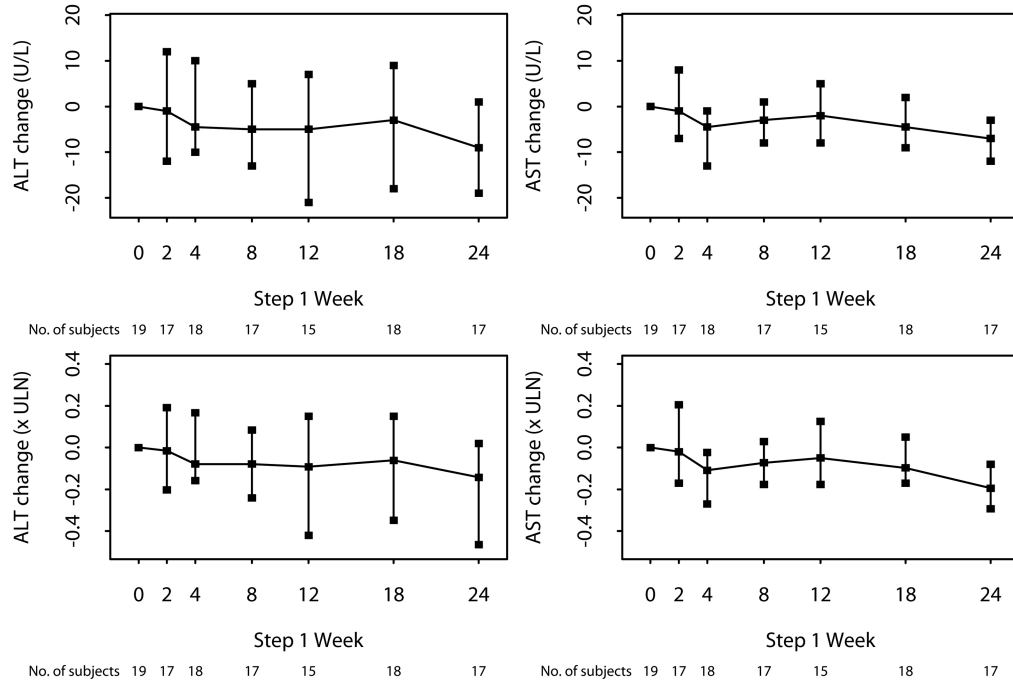 ALT change (U/L)
20
10
0
-10
-20
0 2 4 8 12 18 24
Step 1 Week
No. of subjects 19 17 18 17 15 18 17
AST change (U/L)
20
10
0
-10
-20
0 2 4 8 12 18 24
Step 1 Week
No. of subjects 19 17 18 17 15 18 17
ALT change (x ULN)
0.4
0.2
0.0
-0.2
-0.4
0 2 4 8 12 18 24
Step 1 Week
No. of subjects 19 17 18 17 15 18 17
AST change (x ULN)
0.4
0.2
0.0
-0.2
-0.4
0 2 4 8 12 18 24
Step 1 Week
No. of subjects 19 17 18 17 15 18 17